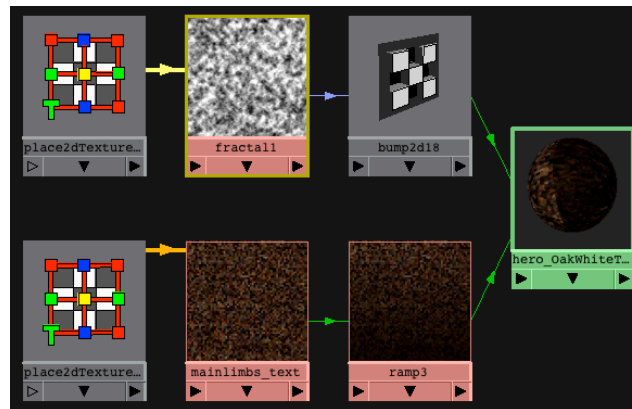 place2dTexture…
fractal1
bump2d18
hero_OakWhiteT…
place2dTexture…
mainlimbs_text
ramp3